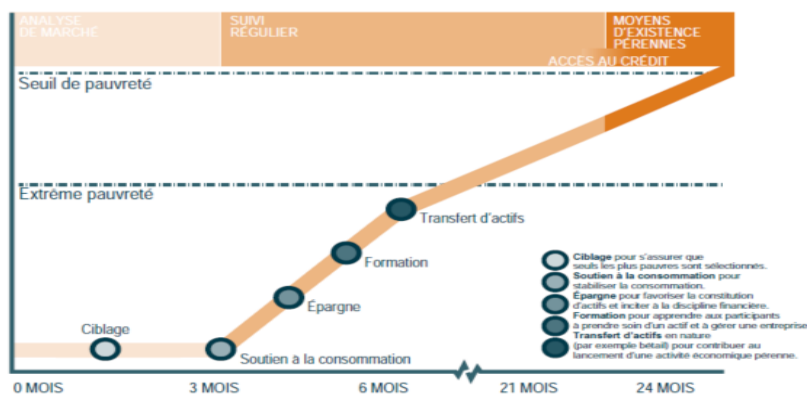 ANALYSE
DE MARCHÉ
SUIVI
RÉGULIER
MOYENS
D'EXISTENCE
PÉRENNES
ACCÈS AU CRÉDIT
Seuil de pauvreté
Extrême pauvreté
Transfert d'actifs
Formation
Épargne
Ciblage
Soutien à la consommation
Ciblage pour s'assurer que
seuls les plus pauvres sont sélectionnés.
Soutien à la consommation pour
stabiliser la consommation.
Épargne pour favoriser la constitution
d'actifs et inciter à la discipline financière.
Formation pour apprendre aux participants
à prendre soin d'un actif et à gérer une entreprise
Transfert d'actifs en nature
(par exemple bétail) pour contribuer au
lancement d'une activité économique pérenne.
0 MOIS
3 MOIS
6 MOIS
21 MOIS
24 MOIS